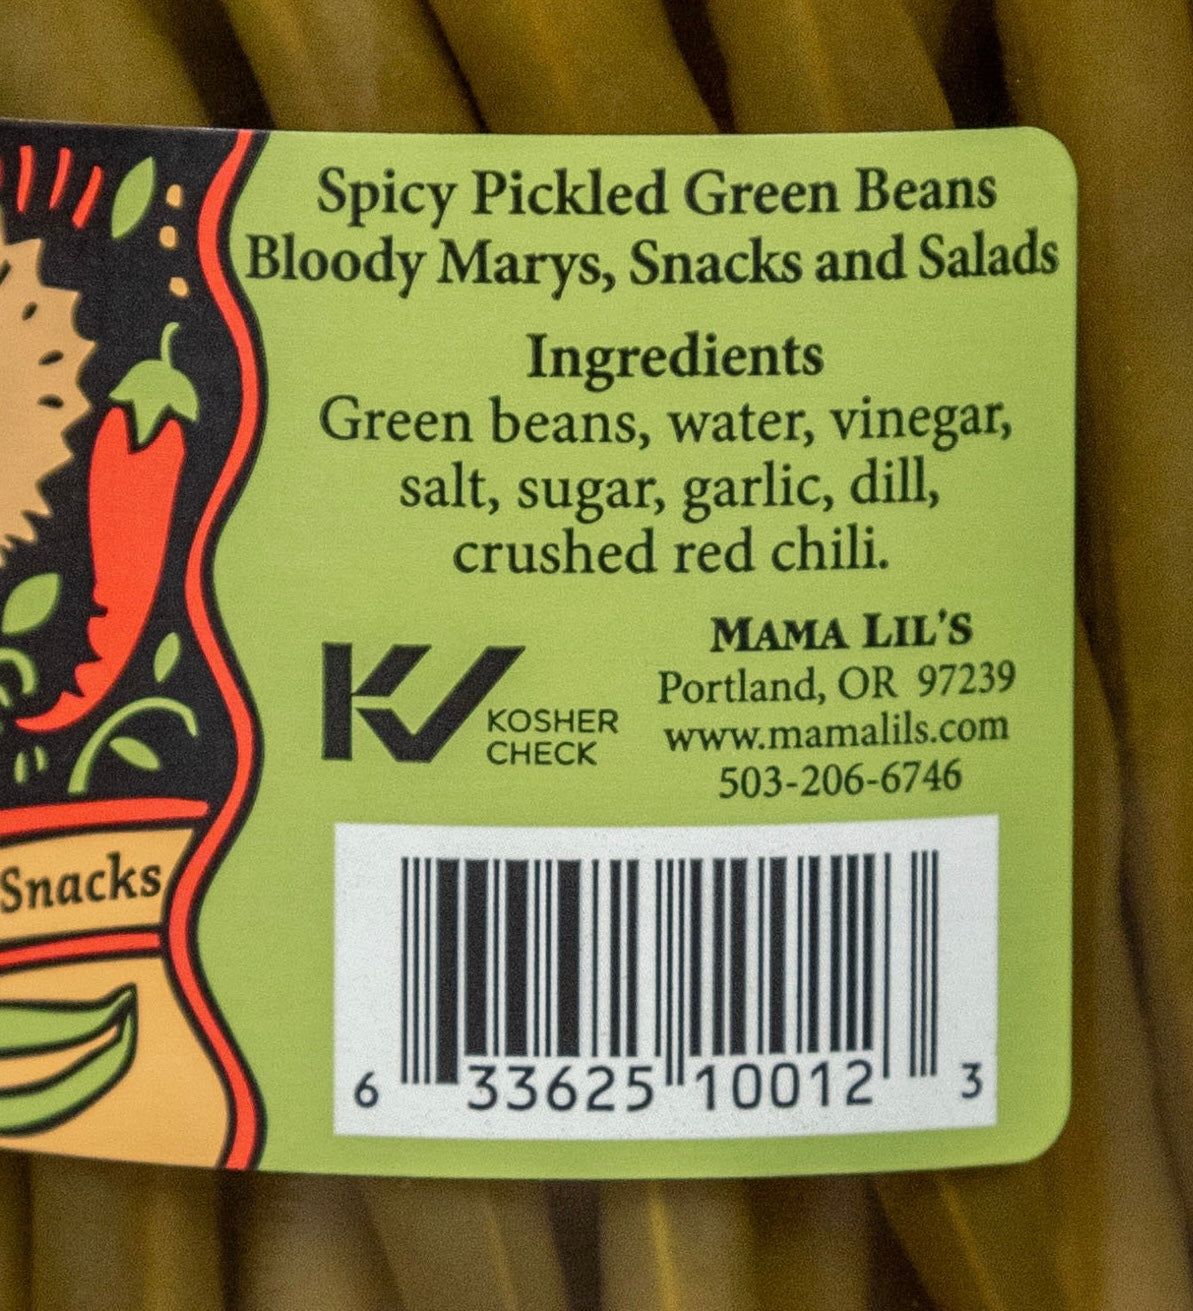 Spicy Pickled Green Beans
Bloody Marys, Snacks and Salads
Ingredients
Green beans, water, vinegar,
salt, sugar, garlic, dill,
crushed red chili.
MAMA LIL'S
Portland, OR 97239
www.mamalils.com
503-206-6746
K
KOSHER
CHECK
Snacks
6 33625 10012 3